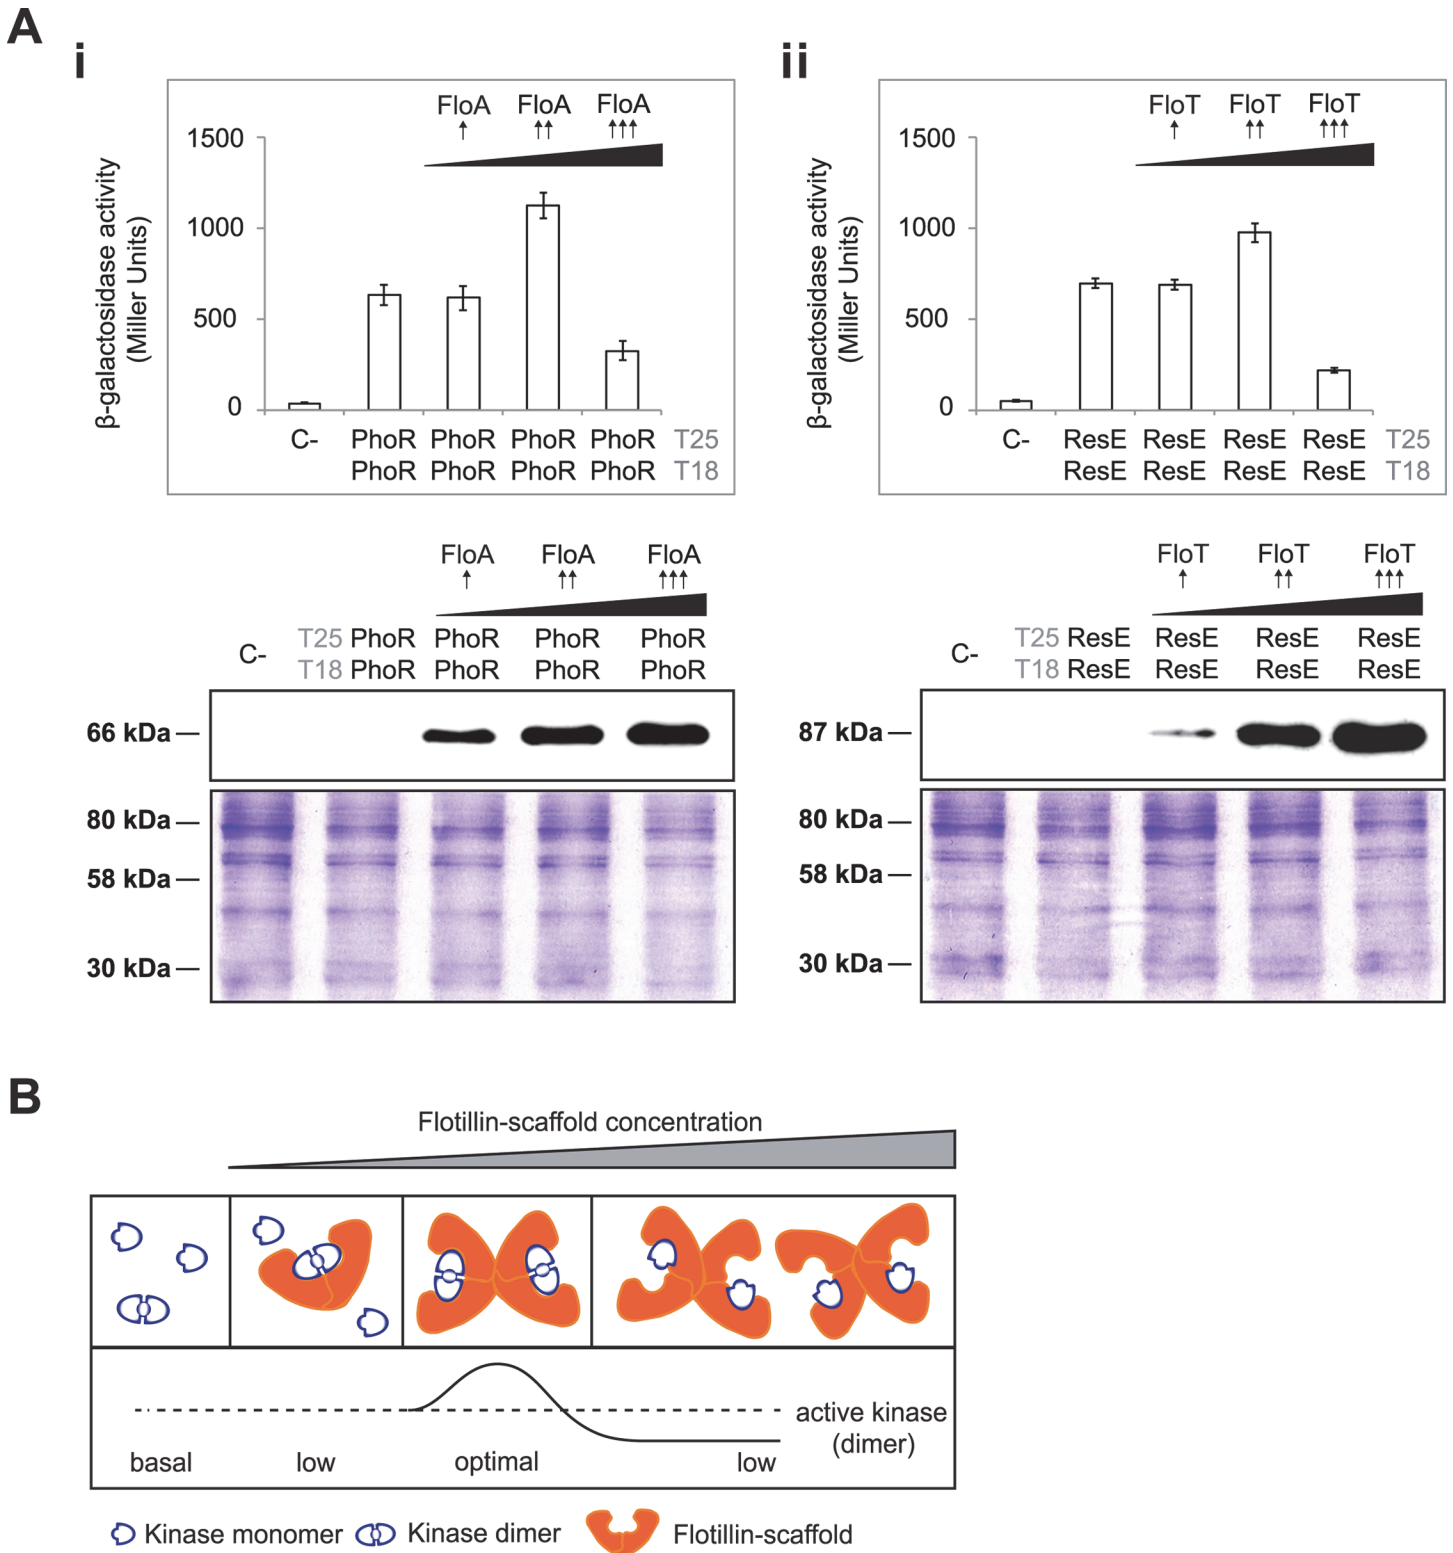 A
i
FloA FloA FloA
↑ ↑↑ ↑↑↑
β-galactosidase activity
(Miller Units)
1500
1000
500
0
C- PhoR PhoR PhoR PhoR T25
PhoR PhoR PhoR PhoR T18
ii
FloT FloT FloT
↑ ↑↑ ↑↑↑
β-galactosidase activity
(Miller Units)
1500
1000
500
0
C- ResE ResE ResE ResE T25
ResE ResE ResE ResE T18
FloA FloA FloA
↑ ↑↑ ↑↑↑
C-
T25 PhoR PhoR PhoR PhoR
T18 PhoR PhoR PhoR PhoR
66 kDa
80 kDa
58 kDa
30 kDa
FloT FloT FloT
↑ ↑↑ ↑↑↑
C-
T25 ResE ResE ResE ResE
T18 ResE ResE ResE ResE
87 kDa
80 kDa
58 kDa
30 kDa
B
Flotillin-scaffold concentration
active kinase
(dimer)
basal low optimal low
Kinase monomer Kinase dimer Flotillin-scaffold